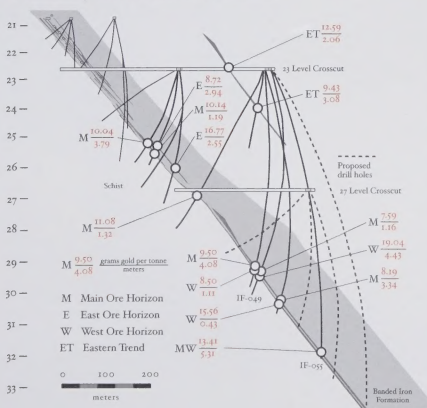 21
22
23
24
25
26
27
28
29
30
31
32
33
ET 12.59
2.06
23 Level Crosscut
E 8.72
2.94
ET 9.43
3.08
M 10.14
1.19
M 10.04
3.79
E 16.77
2.55
Proposed
drill holes
Schist
27 Level Crosscut
M 11.08
1.32
M 7.59
1.16
M 9.50
4.08
W 19.04
4.43
M 9.50 grams gold per tonne
4.08 meters
W 8.50
1.11
M 8.19
3.34
IF-049
M Main Ore Horizon
E East Ore Horizon
W West Ore Horizon
ET Eastern Trend
W 15.56
0.43
MW 13.41
5.31
IF-055
0 100 200
meters
Banded Iron
Formation